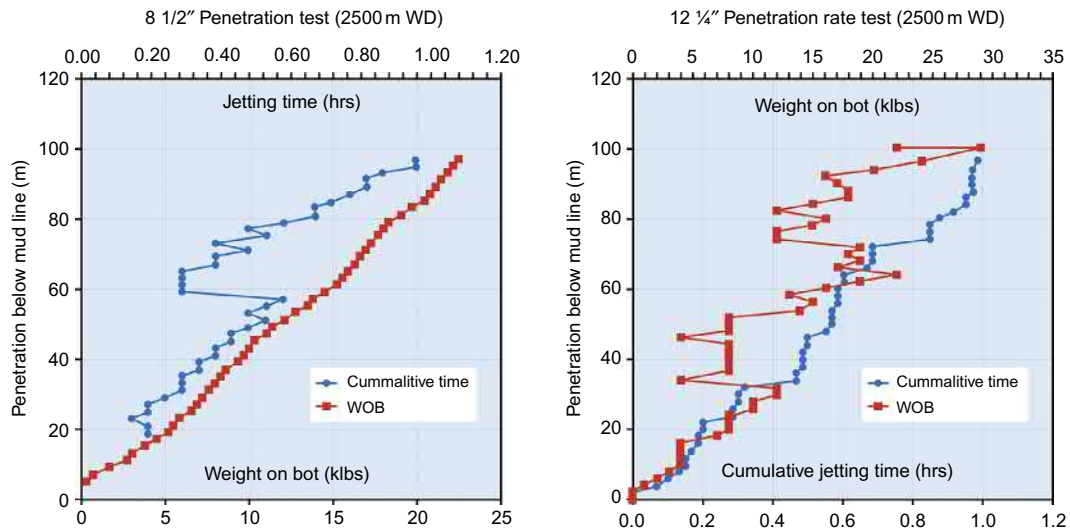 8 1/2″ Penetration test (2500 m WD)
0.00 0.20 0.40 0.60 0.80 1.00 1.20
Jetting time (hrs)
Penetration below mud line (m)
120
100
80
60
40
20
0
Cummalitive time
WOB
Weight on bot (klbs)
0 5 10 15 20 25
12 ¼″ Penetration rate test (2500 m WD)
0 4 5 8 12 15 18 20 25 29 30 35
Weight on bot (klbs)
Penetration below mud line (m)
120
100
80
60
40
20
0
Cummalitive time
WOB
Cumulative jetting time (hrs)
0.0 0.2 0.4 0.6 0.8 1.0 1.2